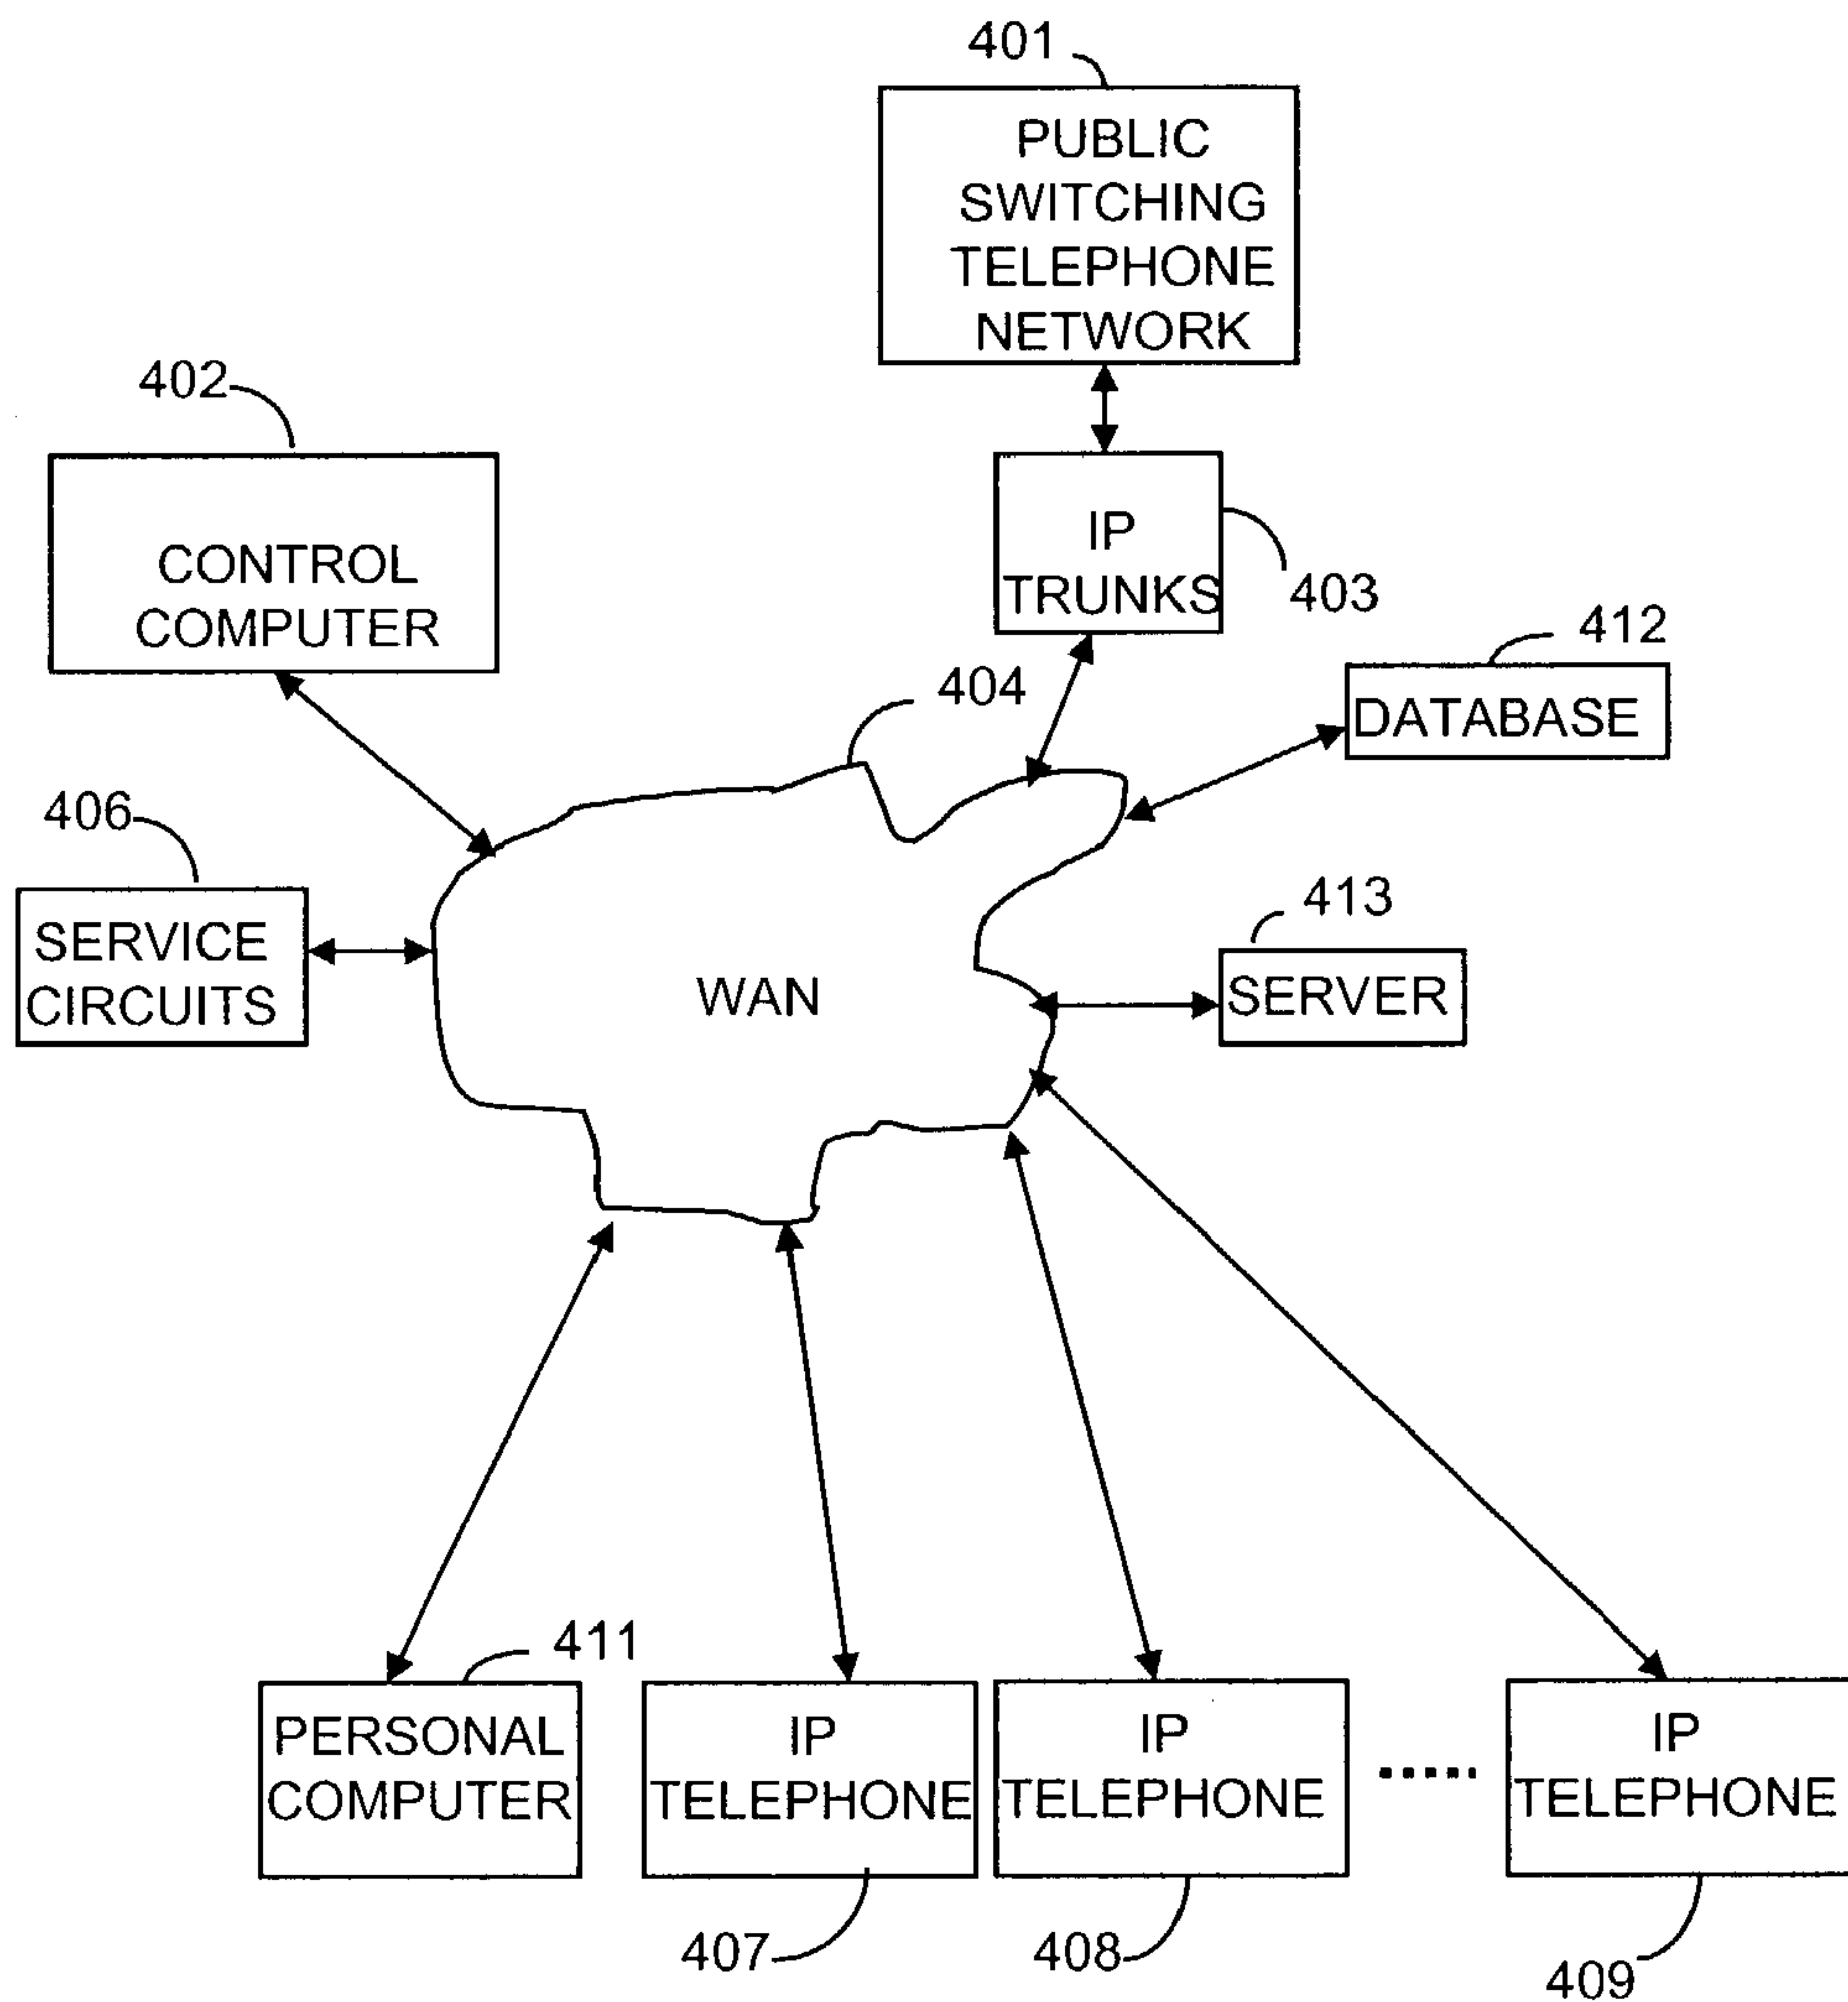 401
PUBLIC
SWITCHING
TELEPHONE
NETWORK
402
CONTROL
COMPUTER
IP
TRUNKS
403
412
DATABASE
404
406
SERVICE
CIRCUITS
WAN
413
SERVER
411
PERSONAL
COMPUTER
IP
TELEPHONE
IP
TELEPHONE
.....
IP
TELEPHONE
407
408
409